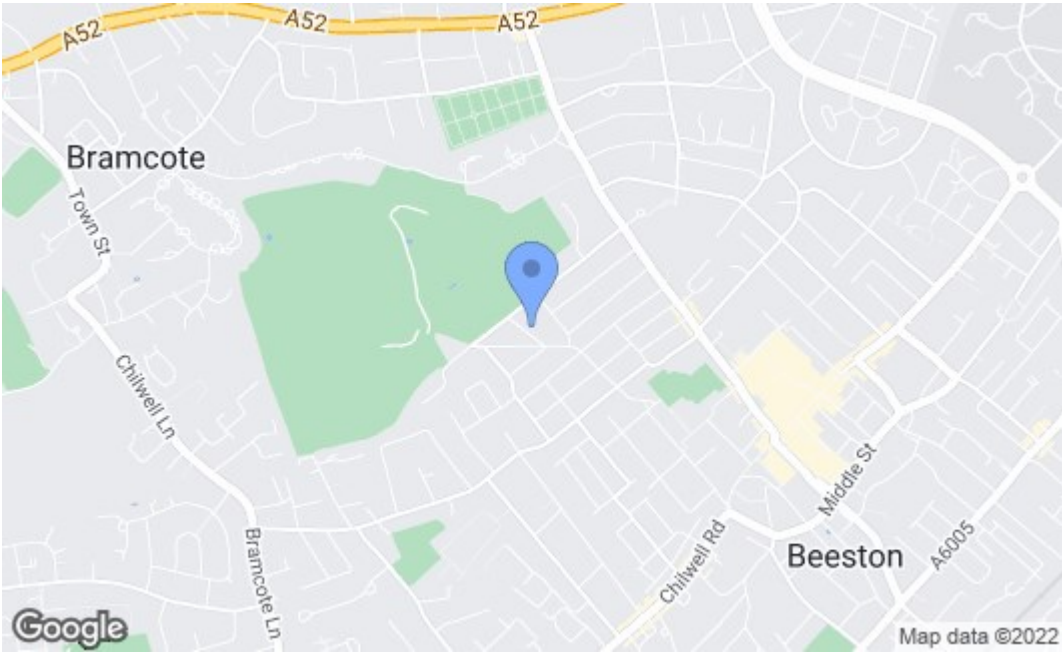 A52
A52
A52
Bramcote
Town St
Chilwell Ln
Bramcote Ln
Middle St
Chilwell Rd
Beeston
A6005
Google
Map data ©2022